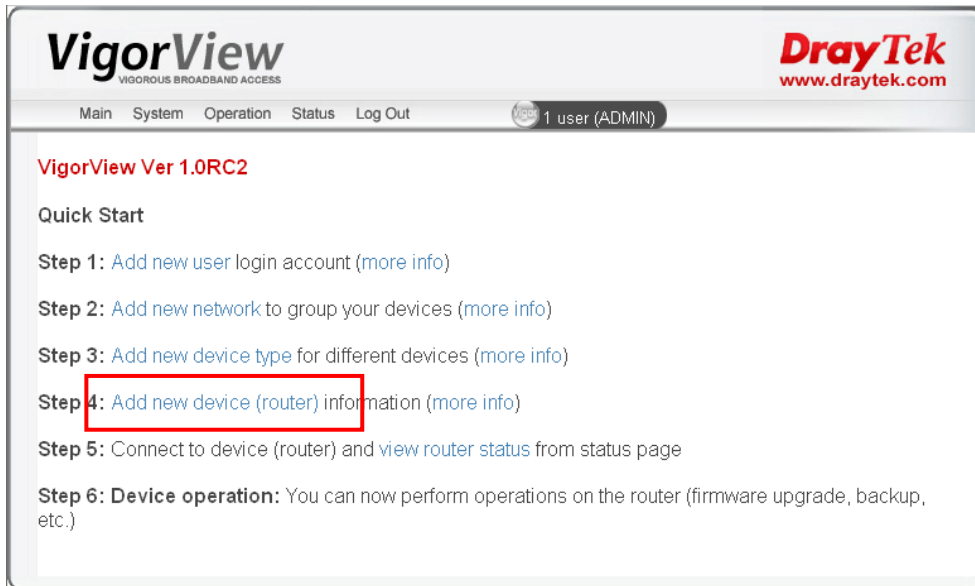 VigorView
VIGOROUS BROADBAND ACCESS
DrayTek
www.draytek.com
Main System Operation Status Log Out
Vigor 1 user (ADMIN)
VigorView Ver 1.0RC2
Quick Start
Step 1: Add new user login account (more info)
Step 2: Add new network to group your devices (more info)
Step 3: Add new device type for different devices (more info)
Step 4: Add new device (router) information (more info)
Step 5: Connect to device (router) and view router status from status page
Step 6: Device operation: You can now perform operations on the router (firmware upgrade, backup,
etc.)